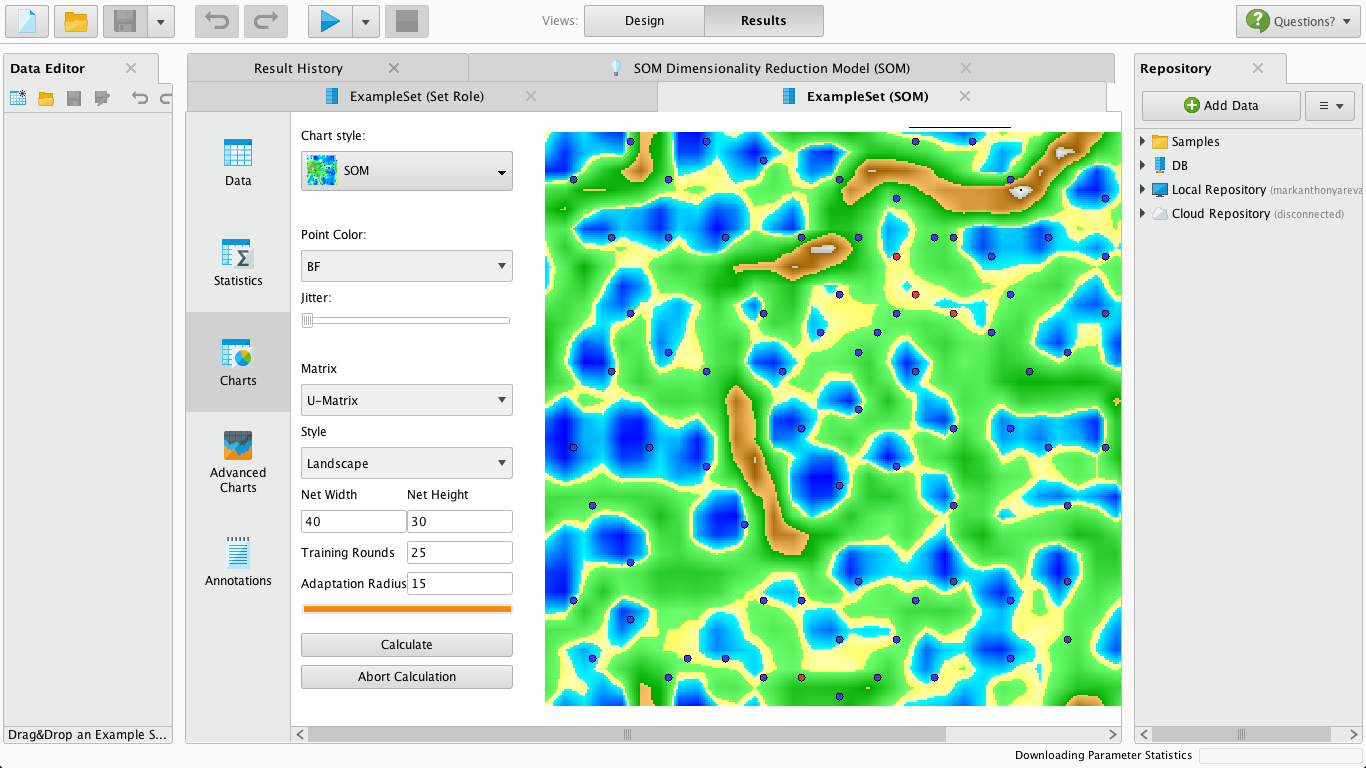 Views:
Design
Results
Questions?
Data Editor
Result History
SOM Dimensionality Reduction Model (SOM)
Repository
ExampleSet (Set Role)
ExampleSet (SOM)
Add Data
Data
Statistics
Charts
Advanced
Charts
Annotations
Chart style:
SOM
Point Color:
BF
Jitter:
Matrix
U-Matrix
Style
Landscape
Net Width
Net Height
40
30
Training Rounds
25
Adaptation Radius
15
Calculate
Abort Calculation
Samples
DB
Local Repository (markanthonyareva
Cloud Repository (disconnected)
Drag&Drop an Example S...
Downloading Parameter Statistics